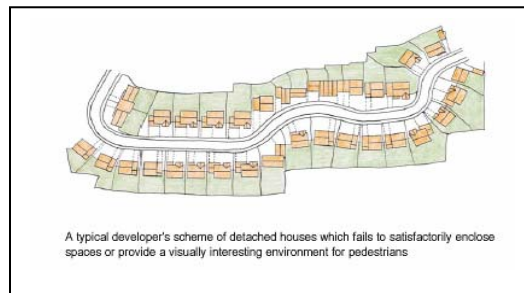 A typical developer's scheme of detached houses which fails to satisfactorily enclose
spaces or provide a visually interesting environment for pedestrians